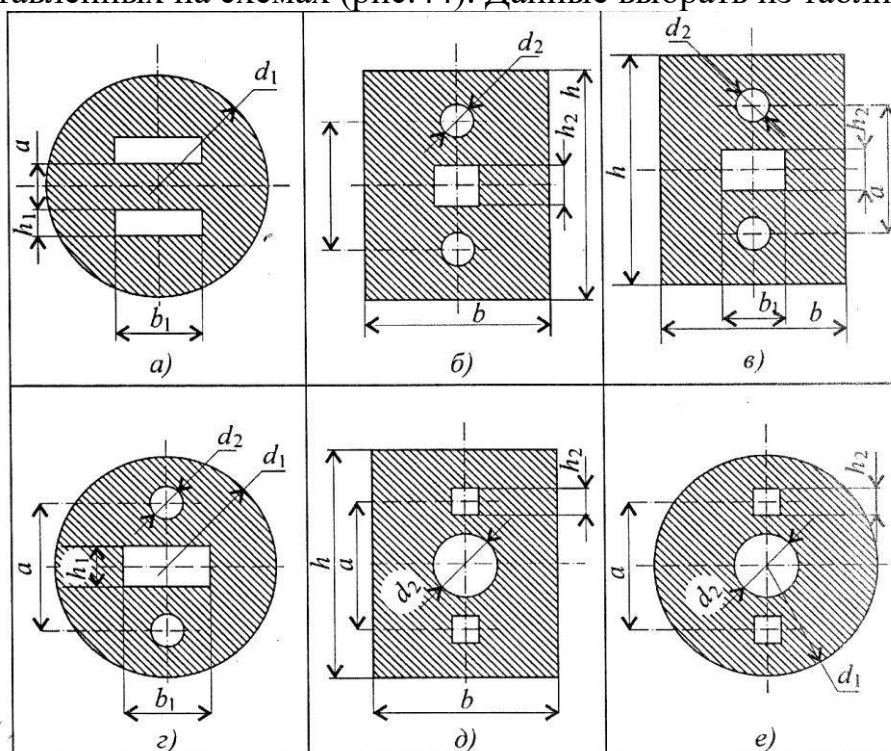 тавленных на схемах (рис.44). Данные выбрать из табли
d₁
a
h₁
b₁
а)
d₂
h
h₂
b
б)
d₂
h
h₂
a
b₁
b
в)
d₂
d₁
a
h₁
b₁
г)
h
a
h₂
d₂
b
д)
a
h₂
d₂
d₁
е)